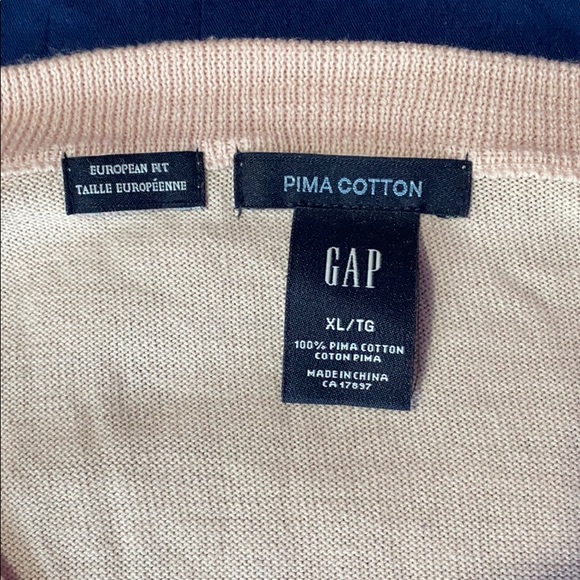 EUROPEAN FIT
TAILLE EUROPÉENNE
PIMA COTTON
GAP
XL/TG
100% PIMA COTTON
COTON PIMA
MADE IN CHINA
CA 17897